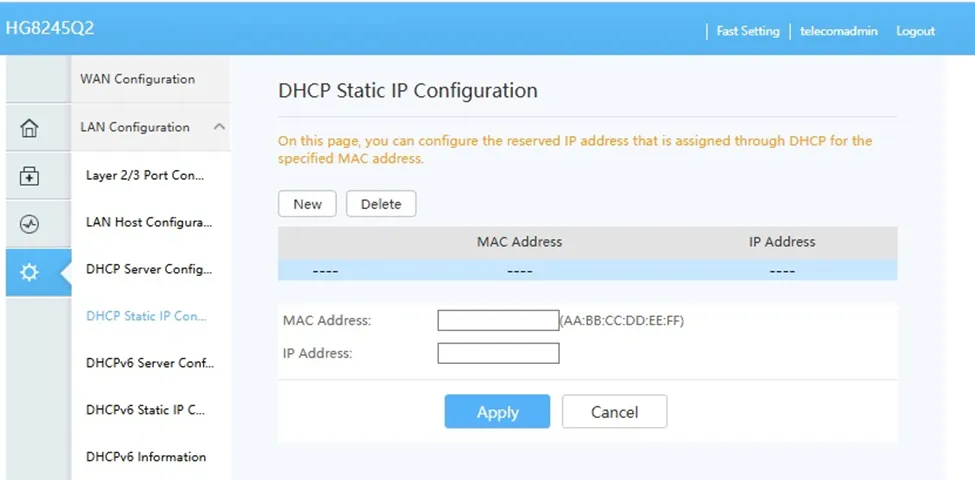 HG8245Q2
Fast Setting
telecomadmin
Logout
WAN Configuration
LAN Configuration
Layer 2/3 Port Con...
LAN Host Configura...
DHCP Server Config...
DHCP Static IP Con...
DHCPv6 Server Conf...
DHCPv6 Static IP C...
DHCPv6 Information
DHCP Static IP Configuration
On this page, you can configure the reserved IP address that is assigned through DHCP for the
specified MAC address.
New Delete
MAC Address IP Address
---- ---- ----
MAC Address: (AA:BB:CC:DD:EE:FF)
IP Address:
Apply Cancel